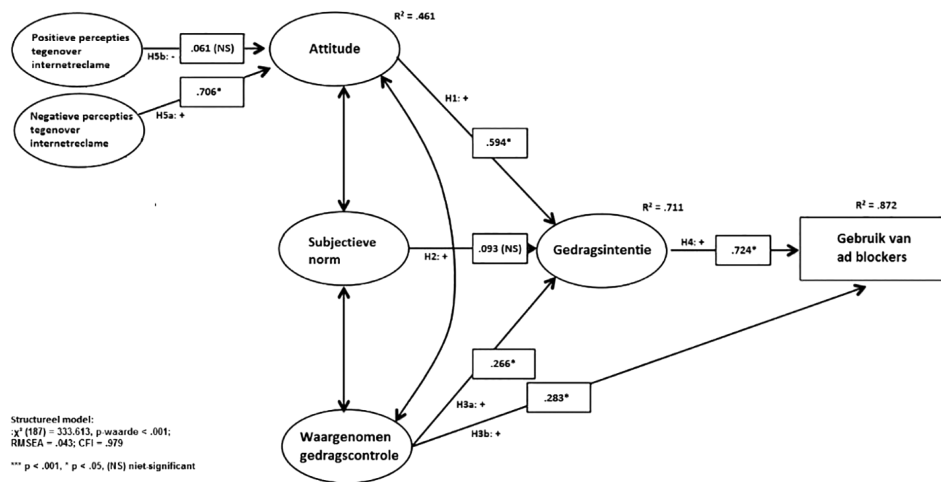 Positieve percepties
tegenover
internetreclame
H5b: -
.061 (NS)
Attitude
R² = .461
Negatieve percepties
tegenover
internetreclame
H5a: +
.706*
H1: +
.594*
Subjectieve
norm
H2: +
.093 (NS)
Gedragsintentie
R² = .711
H4: +
.724*
R² = .872
Gebruik van
ad blockers
.266*
H3a: +
.283*
H3b: +
Waargenomen
gedragscontrole
Structureel model:
:χ² (187) = 333.613, p-waarde < .001;
RMSEA = .043; CFI = .979
*** p < .001, * p < .05, (NS) niet-significant